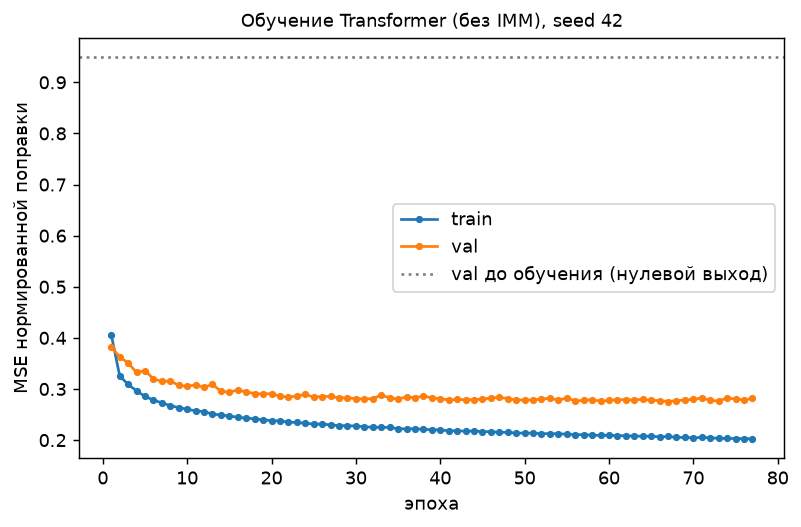 Обучение Transformer (без IMM), seed 42
MSE нормированной поправки
0.9
0.8
0.7
0.6
0.5
0.4
0.3
0.2
train
val
val до обучения (нулевой выход)
0 10 20 30 40 50 60 70 80
эпоха